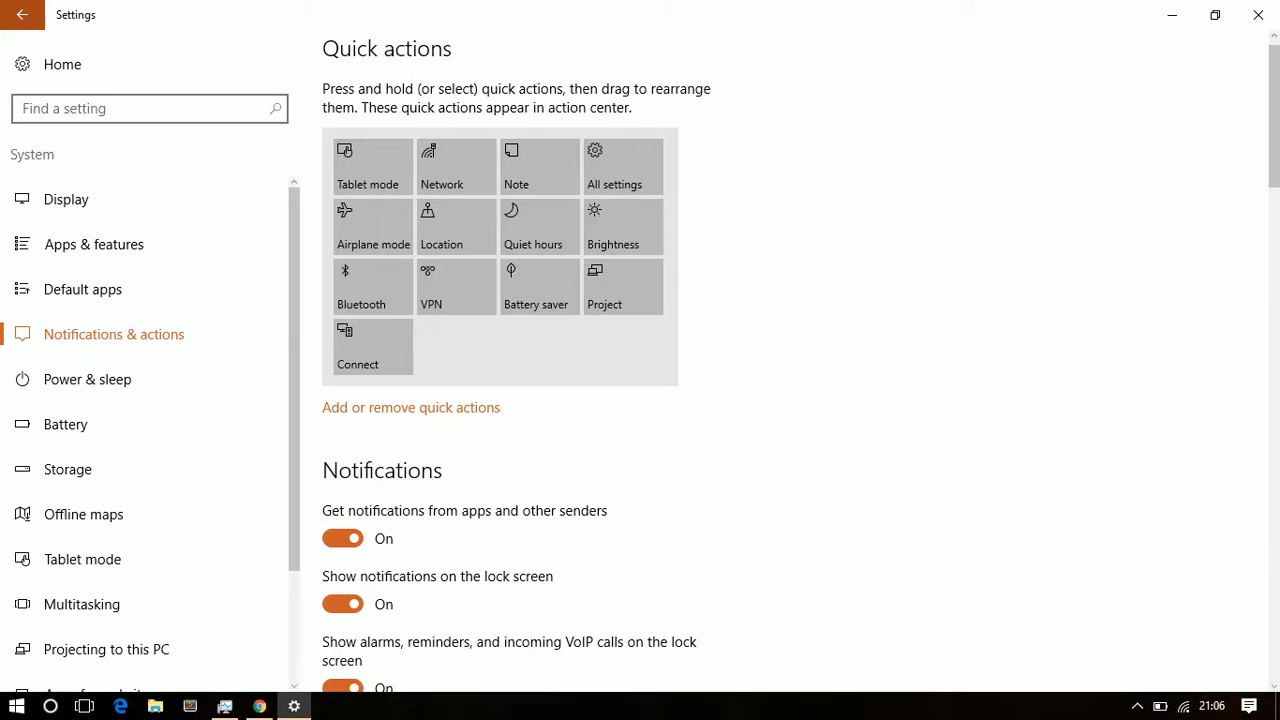 Settings
Home
Find a setting
System
Display
Apps & features
Default apps
Notifications & actions
Power & sleep
Battery
Storage
Offline maps
Tablet mode
Multitasking
Projecting to this PC
Quick actions
Press and hold (or select) quick actions, then drag to rearrange
them. These quick actions appear in action center.
Tablet mode
Network
Note
All settings
Airplane mode
Location
Quiet hours
Brightness
Bluetooth
VPN
Battery saver
Project
Connect
Add or remove quick actions
Notifications
Get notifications from apps and other senders
On
Show notifications on the lock screen
On
Show alarms, reminders, and incoming VoIP calls on the lock
screen
On
21:06